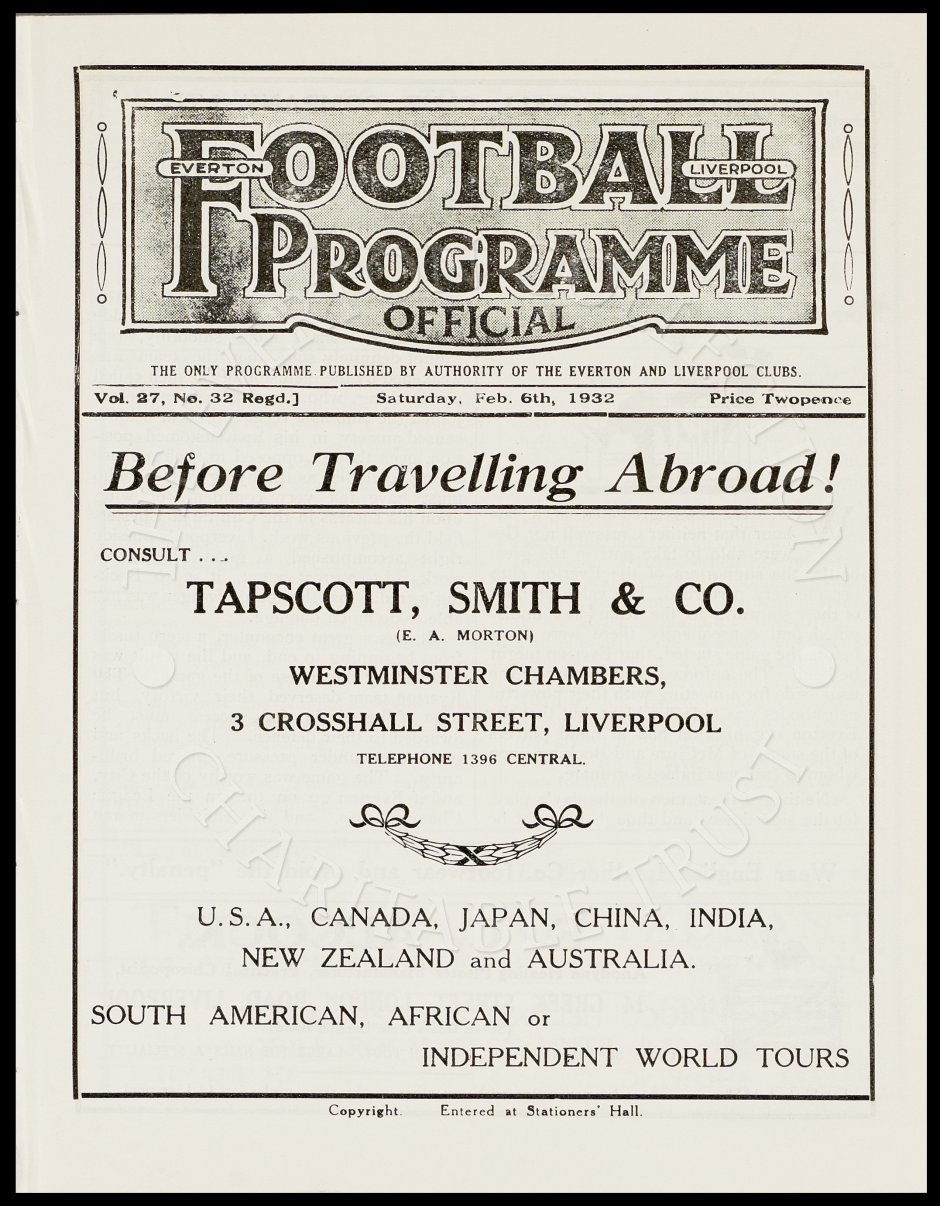 FOOTBALL
EVERTON
LIVERPOOL
PROGRAMME
OFFICIAL
THE ONLY PROGRAMME PUBLISHED BY AUTHORITY OF THE EVERTON AND LIVERPOOL CLUBS.
Vol. 27, No. 32 Regd.] Saturday, Feb. 6th, 1932 Price Twopence
Before Travelling Abroad!
CONSULT . . .
TAPSCOTT, SMITH & CO.
(E. A. MORTON)
WESTMINSTER CHAMBERS,
3 CROSSHALL STREET, LIVERPOOL
TELEPHONE 1396 CENTRAL.
U.S.A., CANADA, JAPAN, CHINA, INDIA,
NEW ZEALAND and AUSTRALIA.
SOUTH AMERICAN, AFRICAN or
INDEPENDENT WORLD TOURS
Copyright. Entered at Stationers' Hall.
THE EVERTON COLLECTION
CHARITABLE TRUST